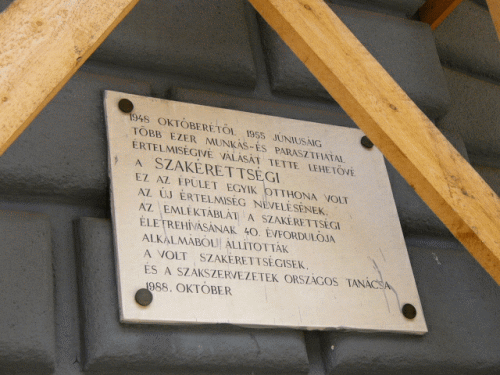 1948 OKTÓBERÉTŐL 1955 JÚNIUSÁIG
TÖBB EZER MUNKÁS- ÉS PARASZTFIATAL
ÉRTELMISÉGIVÉ VÁLÁSÁT TETTE LEHETŐVÉ
A SZAKÉRETTSÉGI
EZ AZ ÉPÜLET EGYIK OTTHONA VOLT
AZ ÚJ ÉRTELMISÉG NEVELÉSÉNEK.
AZ EMLÉKTÁBLÁT A SZAKÉRETTSÉGI
ÉLETREHÍVÁSÁNAK 40. ÉVFORDULÓJA
ALKALMÁBÓL ÁLLÍTOTTÁK
A VOLT SZAKÉRETTSÉGISEK,
ÉS A SZAKSZERVEZETEK ORSZÁGOS TANÁCSA
1988. OKTÓBER